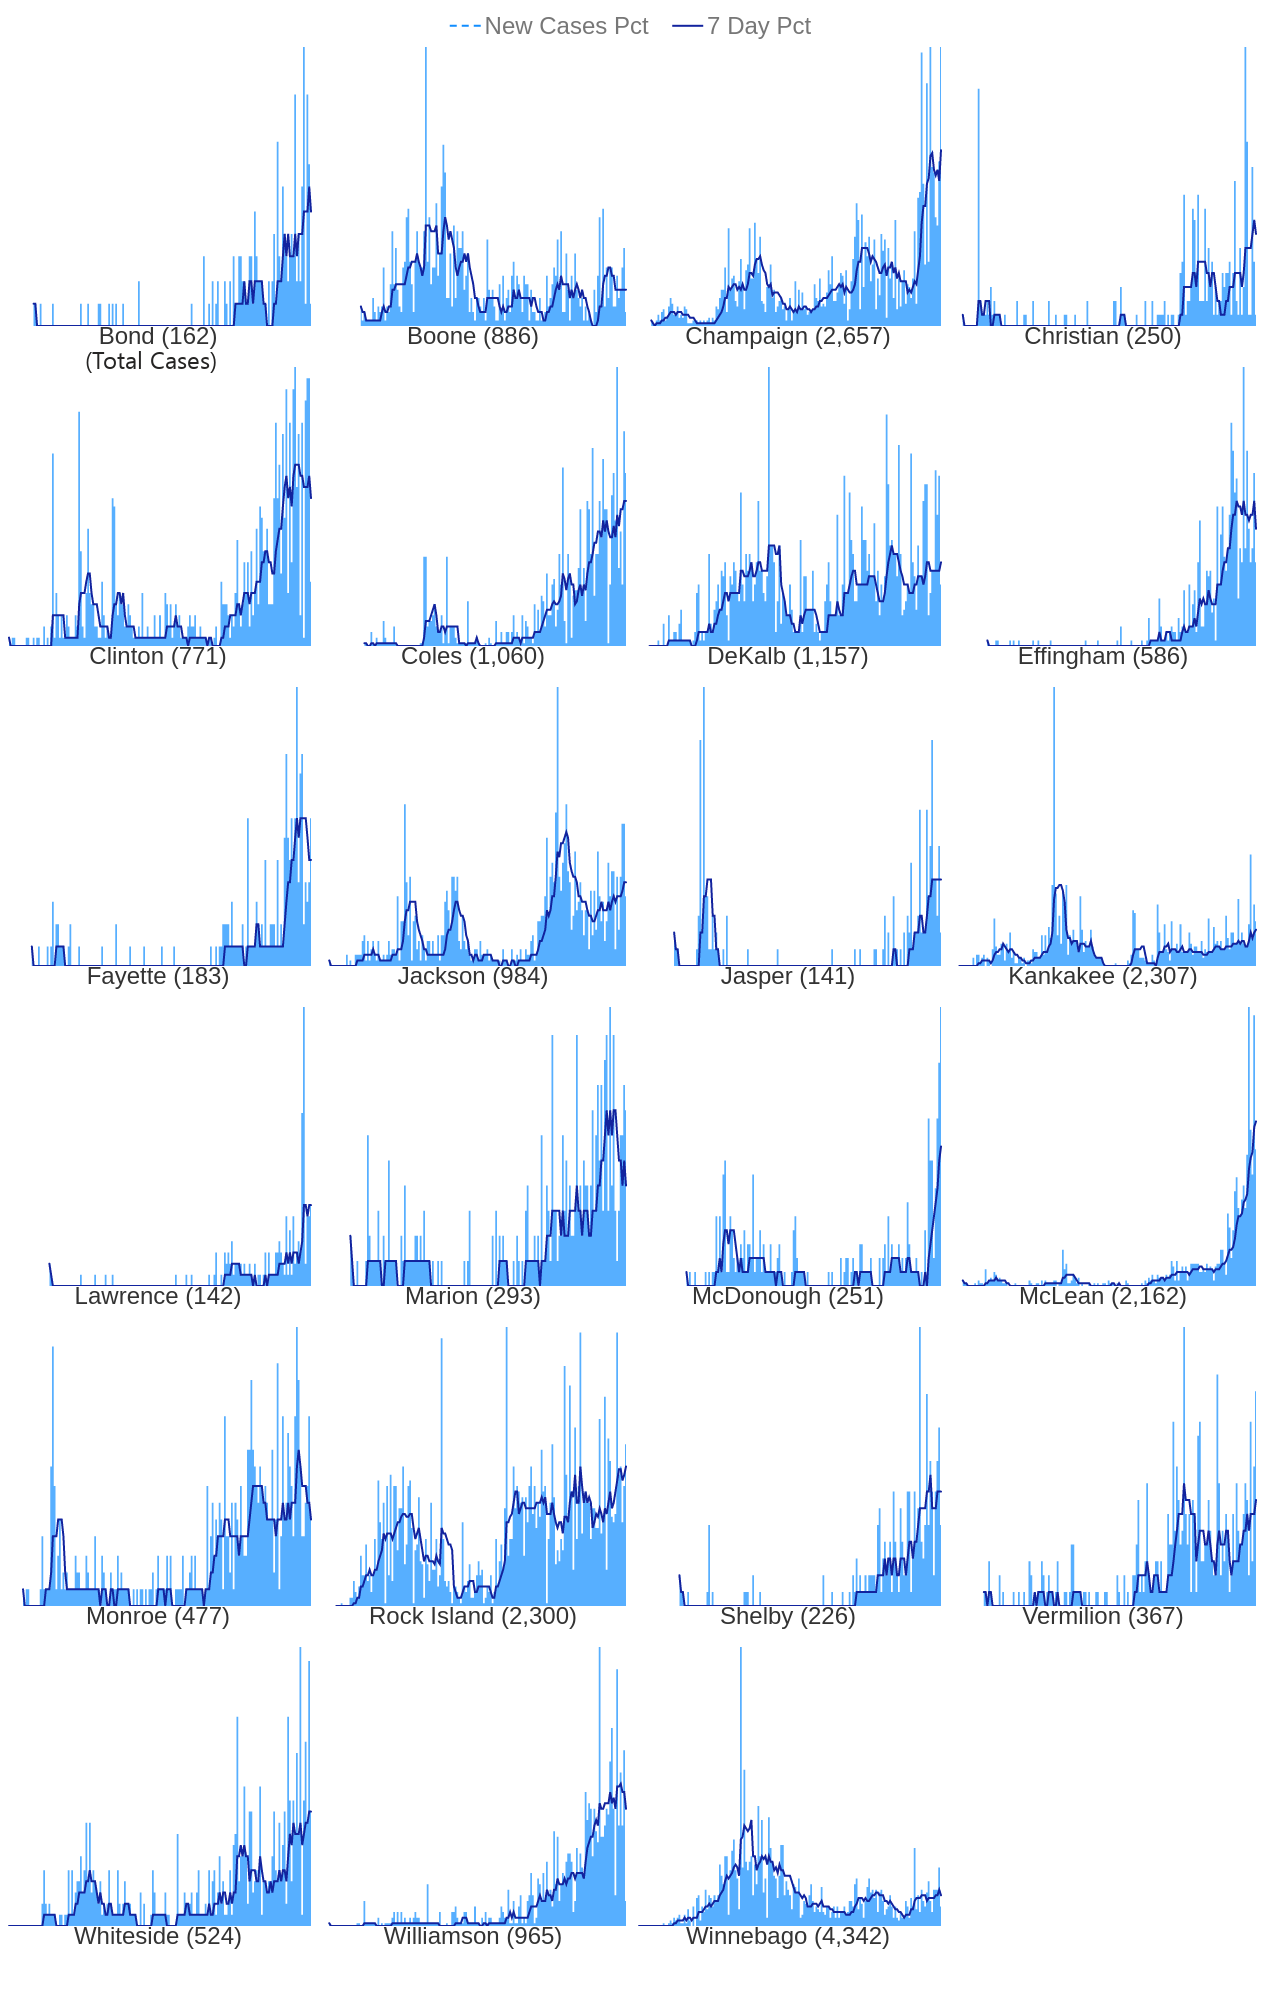 New Cases Pct 7 Day Pct
Bond (162) Boone (886) Champaign (2,657) Christian (250)
(Total Cases)
Clinton (771) Coles (1,060) DeKalb (1,157) Effingham (586)
Fayette (183) Jackson (984) Jasper (141) Kankakee (2,307)
Lawrence (142) Marion (293) McDonough (251) McLean (2,162)
Monroe (477) Rock Island (2,300) Shelby (226) Vermilion (367)
Whiteside (524) Williamson (965) Winnebago (4,342)